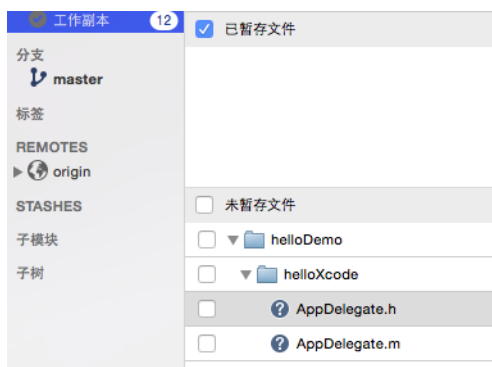 工作副本 12
分支
master
标签
REMOTES
origin
STASHES
子模块
子树
已暂存文件
未暂存文件
helloDemo
helloXcode
AppDelegate.h
AppDelegate.m